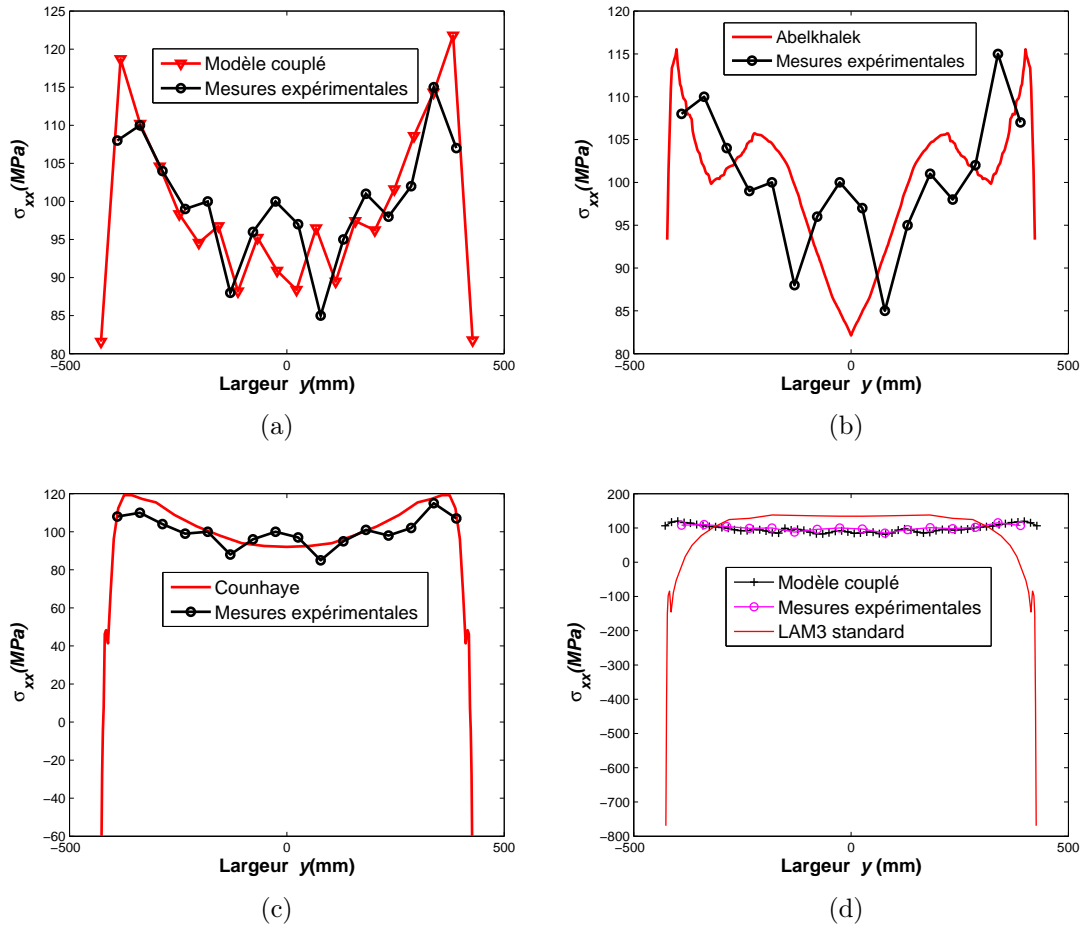 125
120
115
110
105
100
95
90
85
80
σxx(MPa)
Modèle couplé
Mesures expérimentales
−500
0
500
Largeur y(mm)
(a)
120
115
110
105
100
95
90
85
80
σxx(MPa)
Abelkhalek
Mesures expérimentales
−500
0
500
Largeur y (mm)
(b)
120
100
80
60
40
20
0
−20
−40
−60
σxx(MPa)
Counhaye
Mesures expérimentales
−500
0
500
Largeur y(mm)
(c)
200
100
0
−100
−200
−300
−400
−500
−600
−700
−800
σxx(MPa)
Modèle couplé
Mesures expérimentales
LAM3 standard
−500
0
500
Largeur y (mm)
(d)